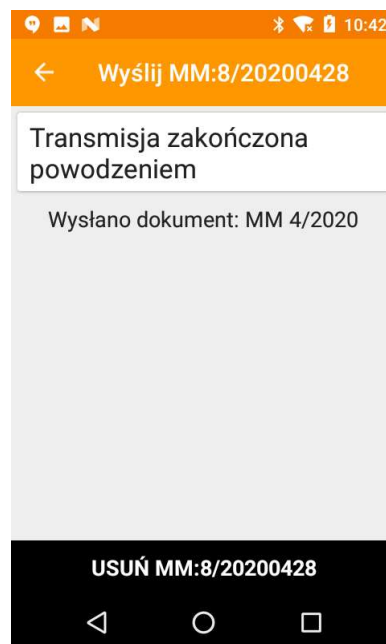 10:42
Wyślij MM:8/20200428
Transmisja zakończona
powodzeniem
Wysłano dokument: MM 4/2020
USUŃ MM:8/20200428